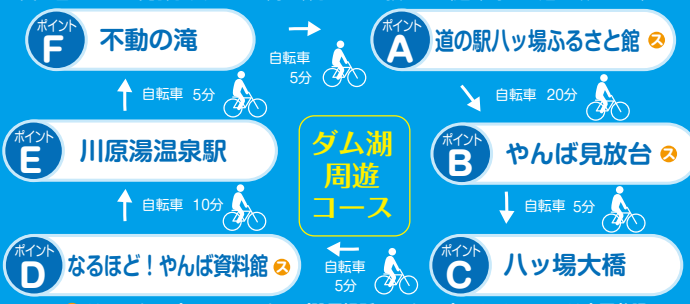 ポイント
F
不動の滝
自転車
5分
ポイント
A
道の駅八ッ場ふるさと館 ス
自転車 5分
自転車 20分
ポイント
E
川原湯温泉駅
ダム湖
周遊
コース
ポイント
B
やんば見放台 ス
自転車 10分
自転車 5分
ポイント
D
なるほど！やんば資料館 ス
自転車
5分
ポイント
C
八ッ場大橋